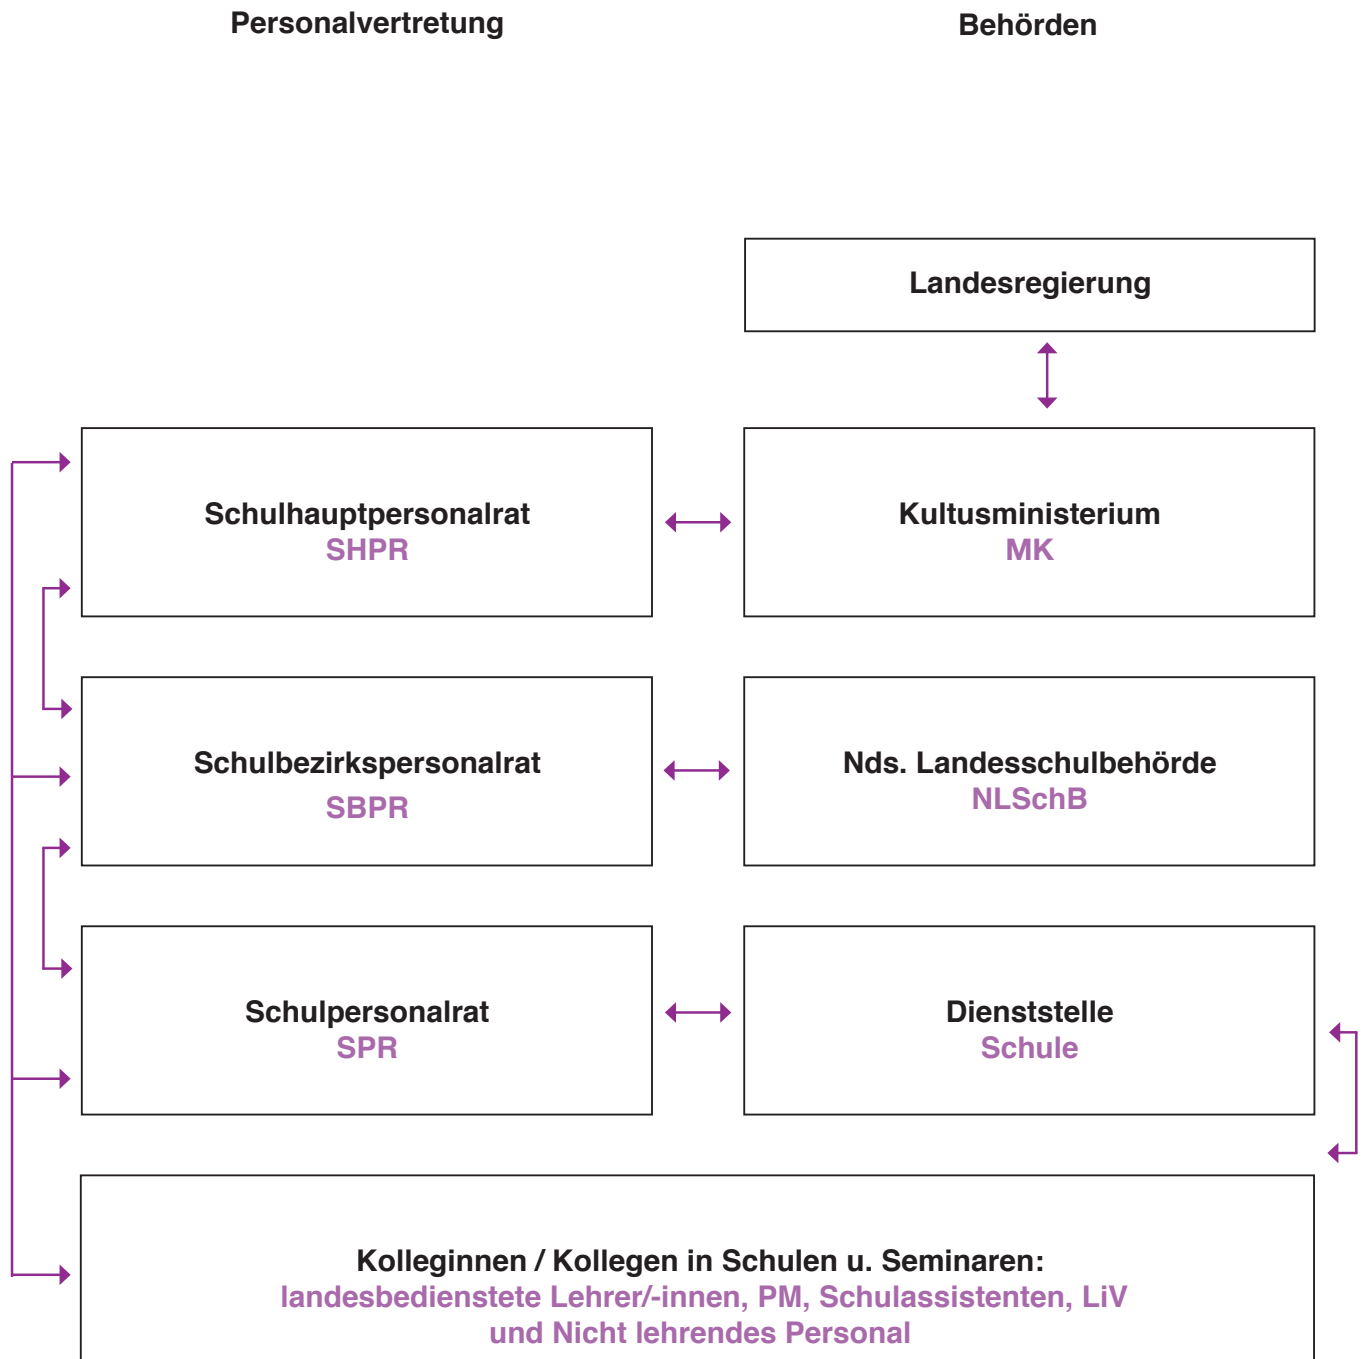 Personalvertretung
Behörden
Landesregierung
Schulhauptpersonalrat
SHPR
Kultusministerium
MK
Schulbezirkspersonalrat
SBPR
Nds. Landesschulbehörde
NLSchB
Schulpersonalrat
SPR
Dienststelle
Schule
Kolleginnen / Kollegen in Schulen u. Seminaren:
landesbedienstete Lehrer/-innen, PM, Schulassistenten, LiV
und Nicht lehrendes Personal